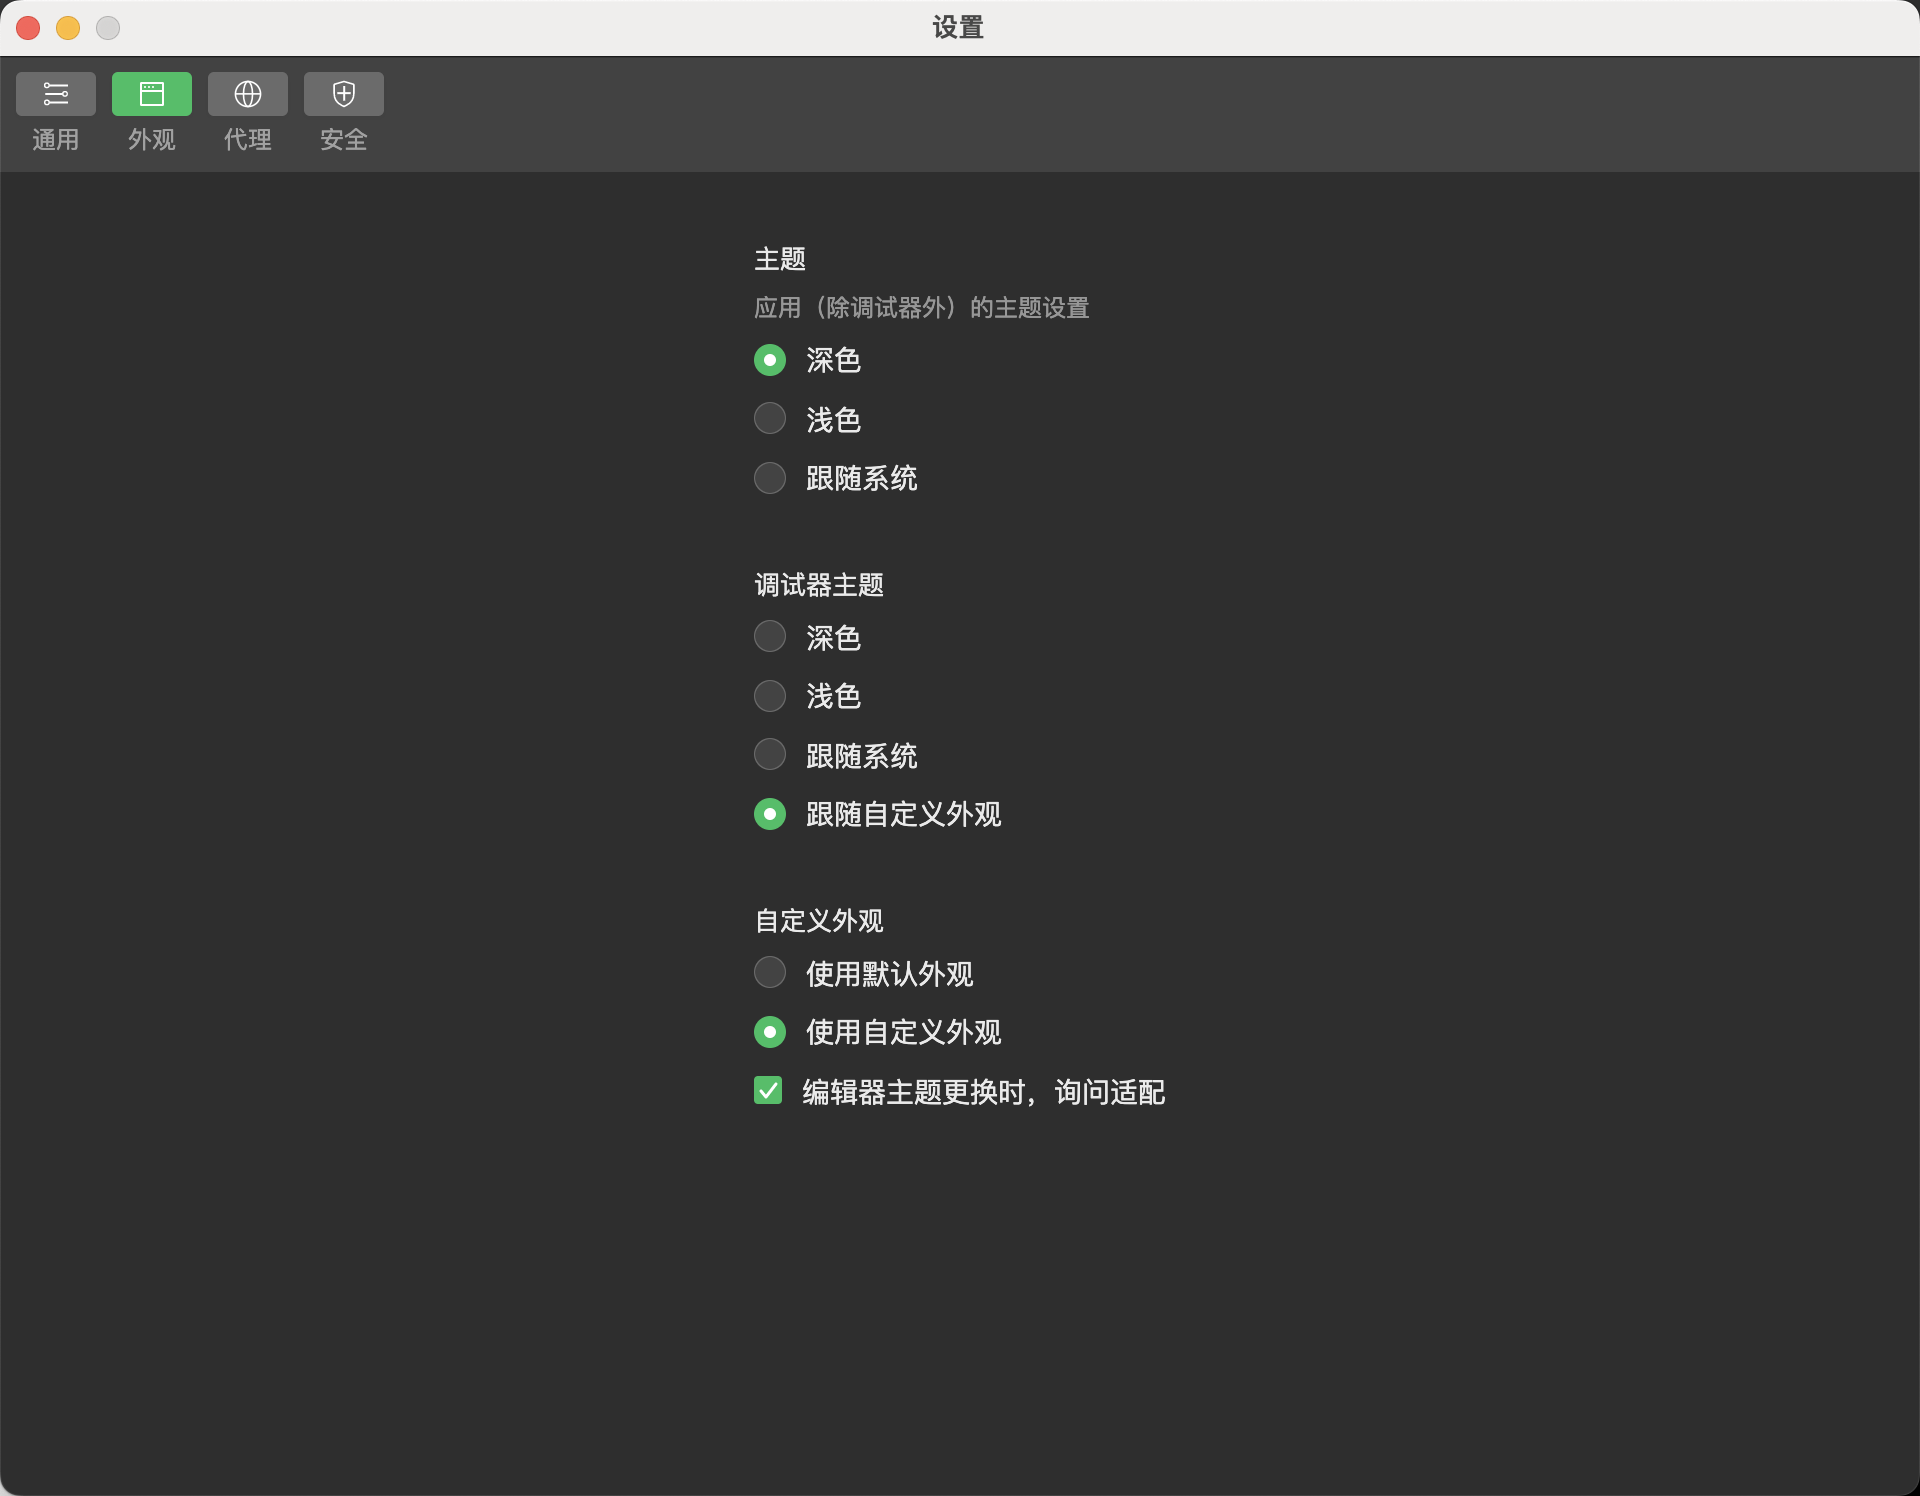 设置
通用 外观 代理 安全
主题
应用（除调试器外）的主题设置
深色
浅色
跟随系统
调试器主题
深色
浅色
跟随系统
跟随自定义外观
自定义外观
使用默认外观
使用自定义外观
编辑器主题更换时，询问适配